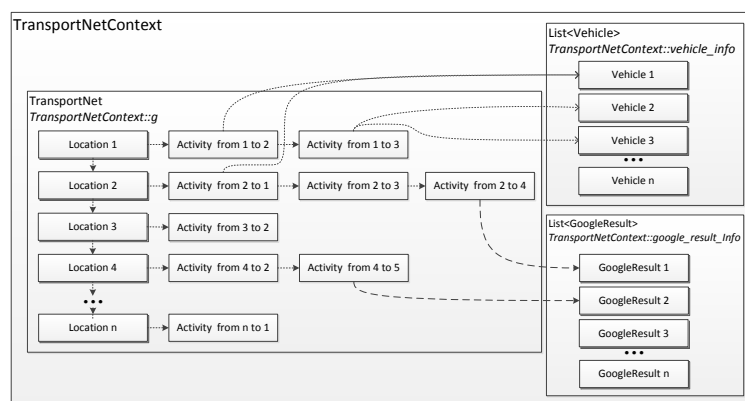 TransportNetContext
List<Vehicle>
TransportNetContext::vehicle_info
Vehicle 1
Vehicle 2
Vehicle 3
•••
Vehicle n
TransportNet
TransportNetContext::g
Location 1
Activity from 1 to 2
Activity from 1 to 3
Location 2
Activity from 2 to 1
Activity from 2 to 3
Activity from 2 to 4
Location 3
Activity from 3 to 2
Location 4
Activity from 4 to 2
Activity from 4 to 5
•••
Location n
Activity from n to 1
List<GoogleResult>
TransportNetContext::google_result_Info
GoogleResult 1
GoogleResult 2
GoogleResult 3
•••
GoogleResult n